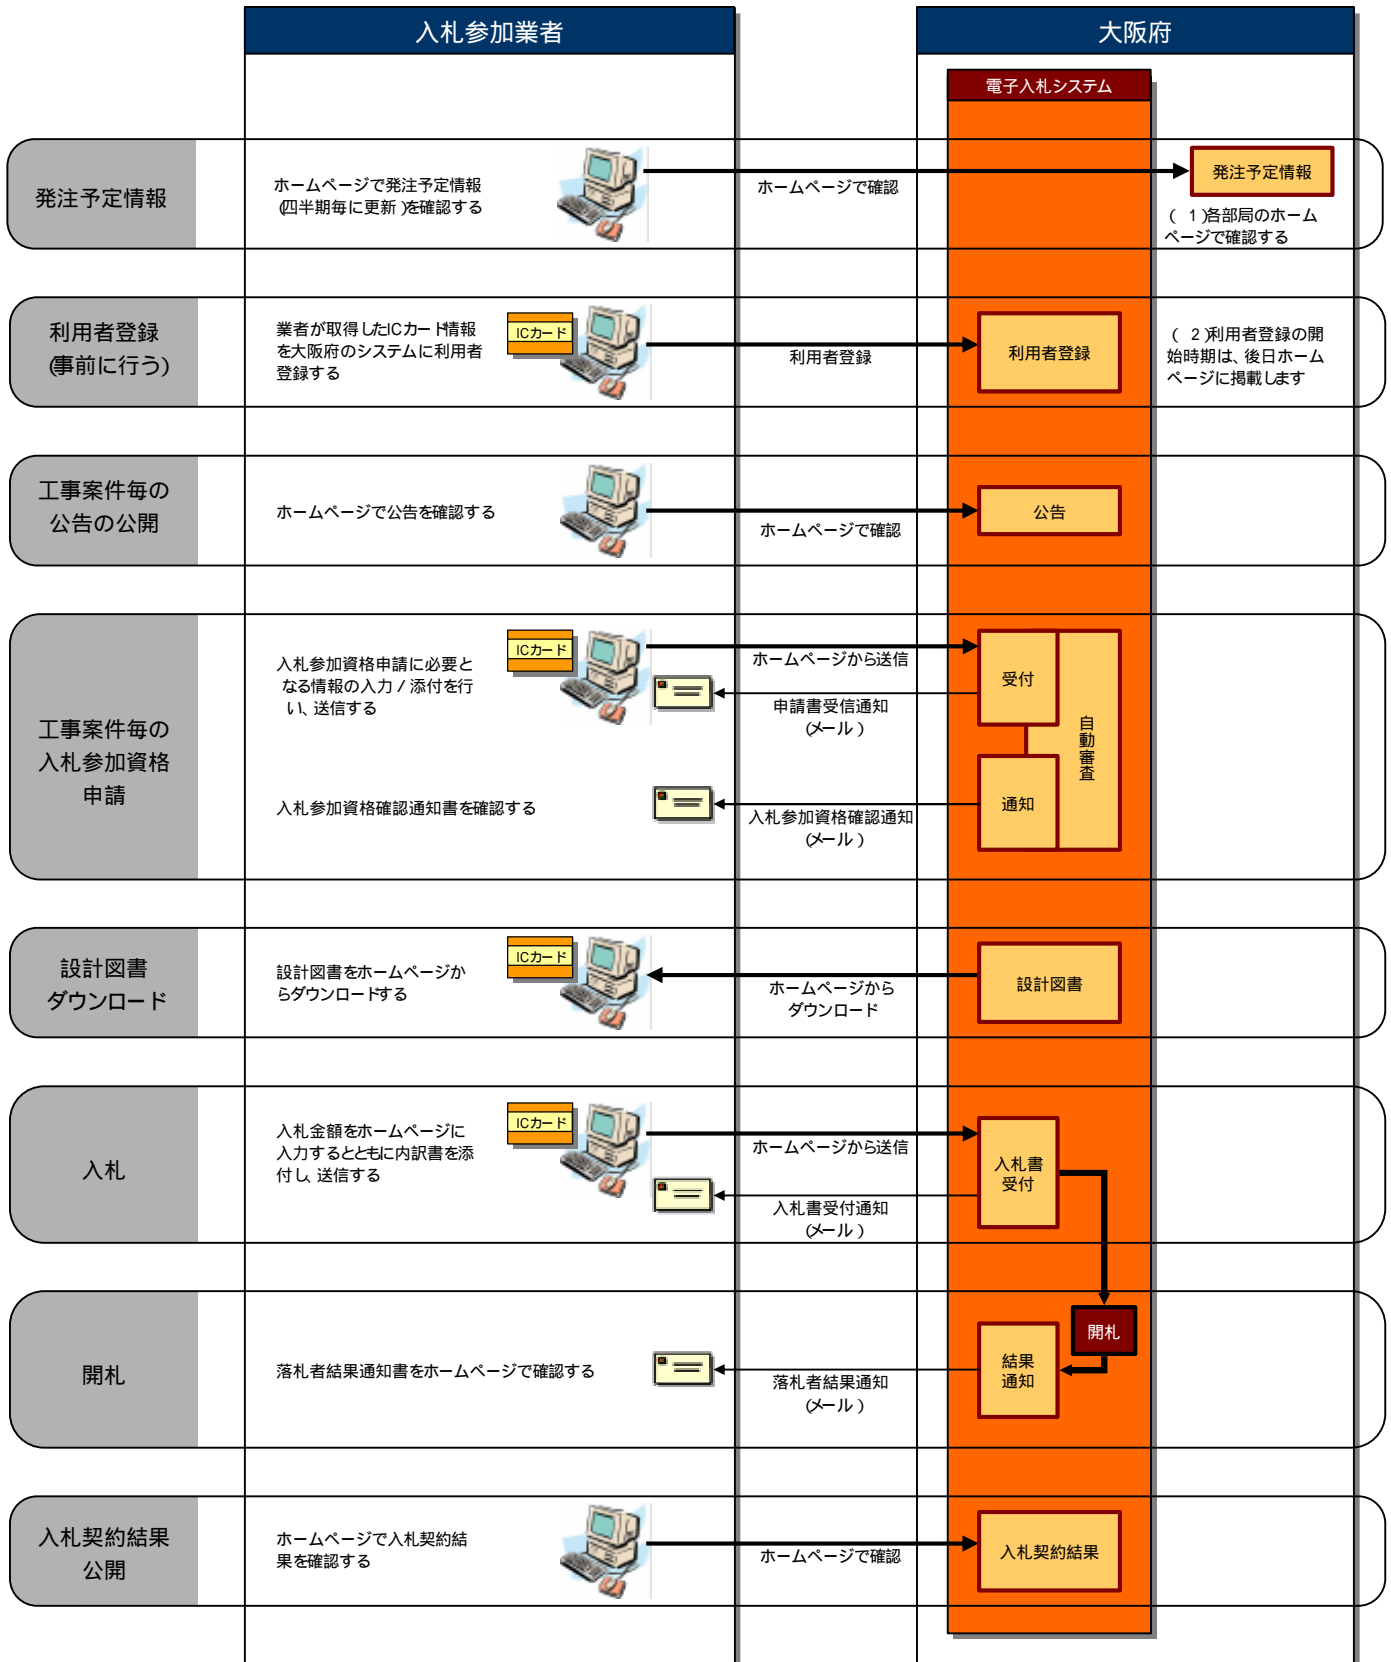 入札参加業者
大阪府
電子入札システム
発注予定情報
ホームページで発注予定情報
(四半期毎に更新)を確認する
ホームページで確認
発注予定情報
( 1)各部局のホーム
ページで確認する
利用者登録
(事前に行う)
業者が取得したICカード情報
を大阪府のシステムに利用者
登録する
ICカード
利用者登録
利用者登録
( 2)利用者登録の開
始時期は、後日ホーム
ページに掲載します
工事案件毎の
公告の公開
ホームページで公告を確認する
ホームページで確認
公告
工事案件毎の
入札参加資格
申請
入札参加資格申請に必要と
なる情報の入力/添付を行
い、送信する
ICカード
ホームページから送信
申請書受信通知
(メール)
受付
自動審査
入札参加資格確認通知書を確認する
入札参加資格確認通知
(メール)
通知
設計図書
ダウンロード
設計図書をホームページか
らダウンロードする
ICカード
ホームページから
ダウンロード
設計図書
入札
入札金額をホームページに
入力するとともに内訳書を添
付し、送信する
ICカード
ホームページから送信
入札書受付通知
(メール)
入札書
受付
開札
落札者結果通知書をホームページで確認する
落札者結果通知
(メール)
結果
通知
開札
入札契約結果
公開
ホームページで入札契約結
果を確認する
ホームページで確認
入札契約結果